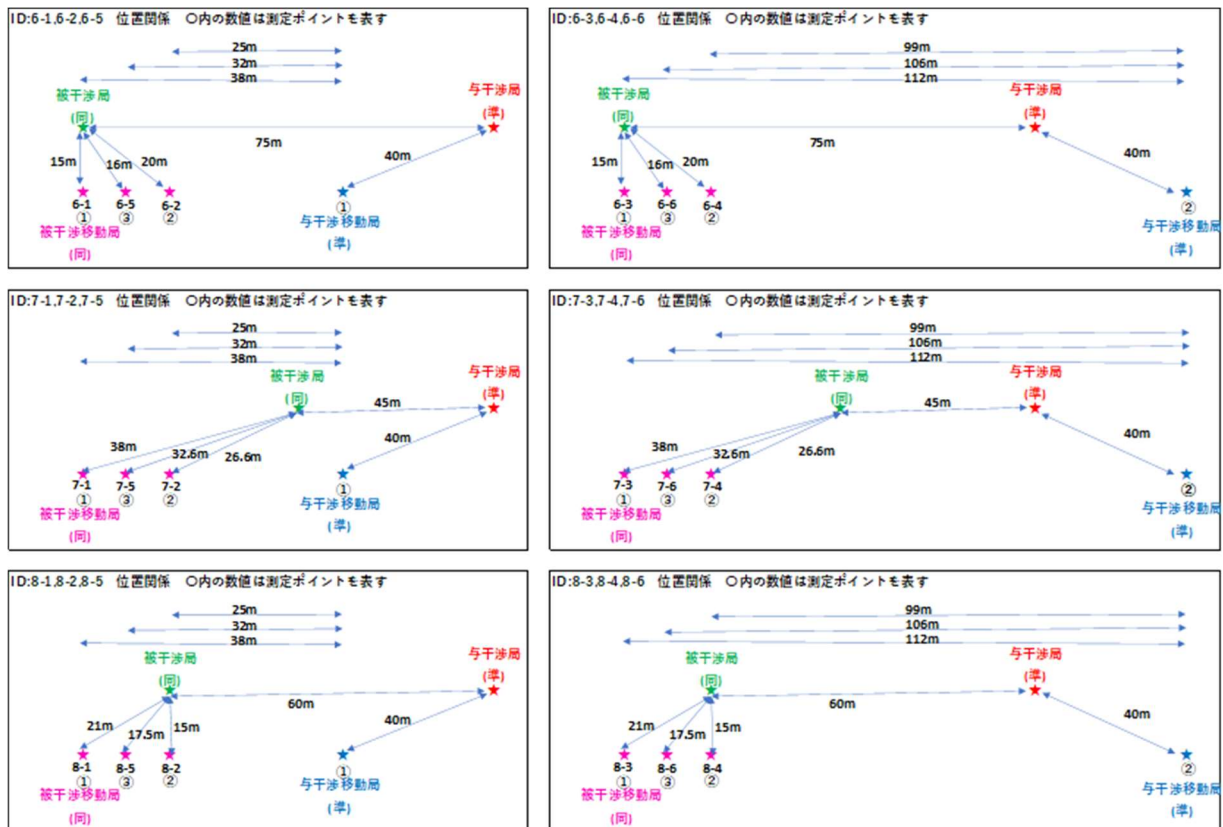 ID:6-1,6-2,6-5 位置関係 〇内の数値は測定ポイントを表す
25m
32m
38m
被干渉局
(同)
与干渉局
(準)
75m
15m
16m
20m
40m
6-1
6-5
6-2
①
③
②
①
被干渉移動局
(同)
与干渉移動局
(準)
ID:6-3,6-4,6-6 位置関係 〇内の数値は測定ポイントを表す
99m
106m
112m
被干渉局
(同)
与干渉局
(準)
75m
15m
16m
20m
40m
6-3
6-6
6-4
①
③
②
②
被干渉移動局
(同)
与干渉移動局
(準)
ID:7-1,7-2,7-5 位置関係 〇内の数値は測定ポイントを表す
25m
32m
38m
被干渉局
(同)
与干渉局
(準)
45m
38m
32.6m
26.6m
40m
7-1
7-5
7-2
①
③
②
①
被干渉移動局
(同)
与干渉移動局
(準)
ID:7-3,7-4,7-6 位置関係 〇内の数値は測定ポイントを表す
99m
106m
112m
被干渉局
(同)
与干渉局
(準)
45m
38m
32.6m
26.6m
40m
7-3
7-6
7-4
①
③
②
②
被干渉移動局
(同)
与干渉移動局
(準)
ID:8-1,8-2,8-5 位置関係 〇内の数値は測定ポイントを表す
25m
32m
38m
被干渉局
(同)
与干渉局
(準)
60m
21m
17.5m
15m
40m
8-1
8-5
8-2
①
③
②
①
被干渉移動局
(同)
与干渉移動局
(準)
ID:8-3,8-4,8-6 位置関係 〇内の数値は測定ポイントを表す
99m
106m
112m
被干渉局
(同)
与干渉局
(準)
60m
21m
17.5m
15m
40m
8-3
8-6
8-4
①
③
②
②
被干渉移動局
(同)
与干渉移動局
(準)